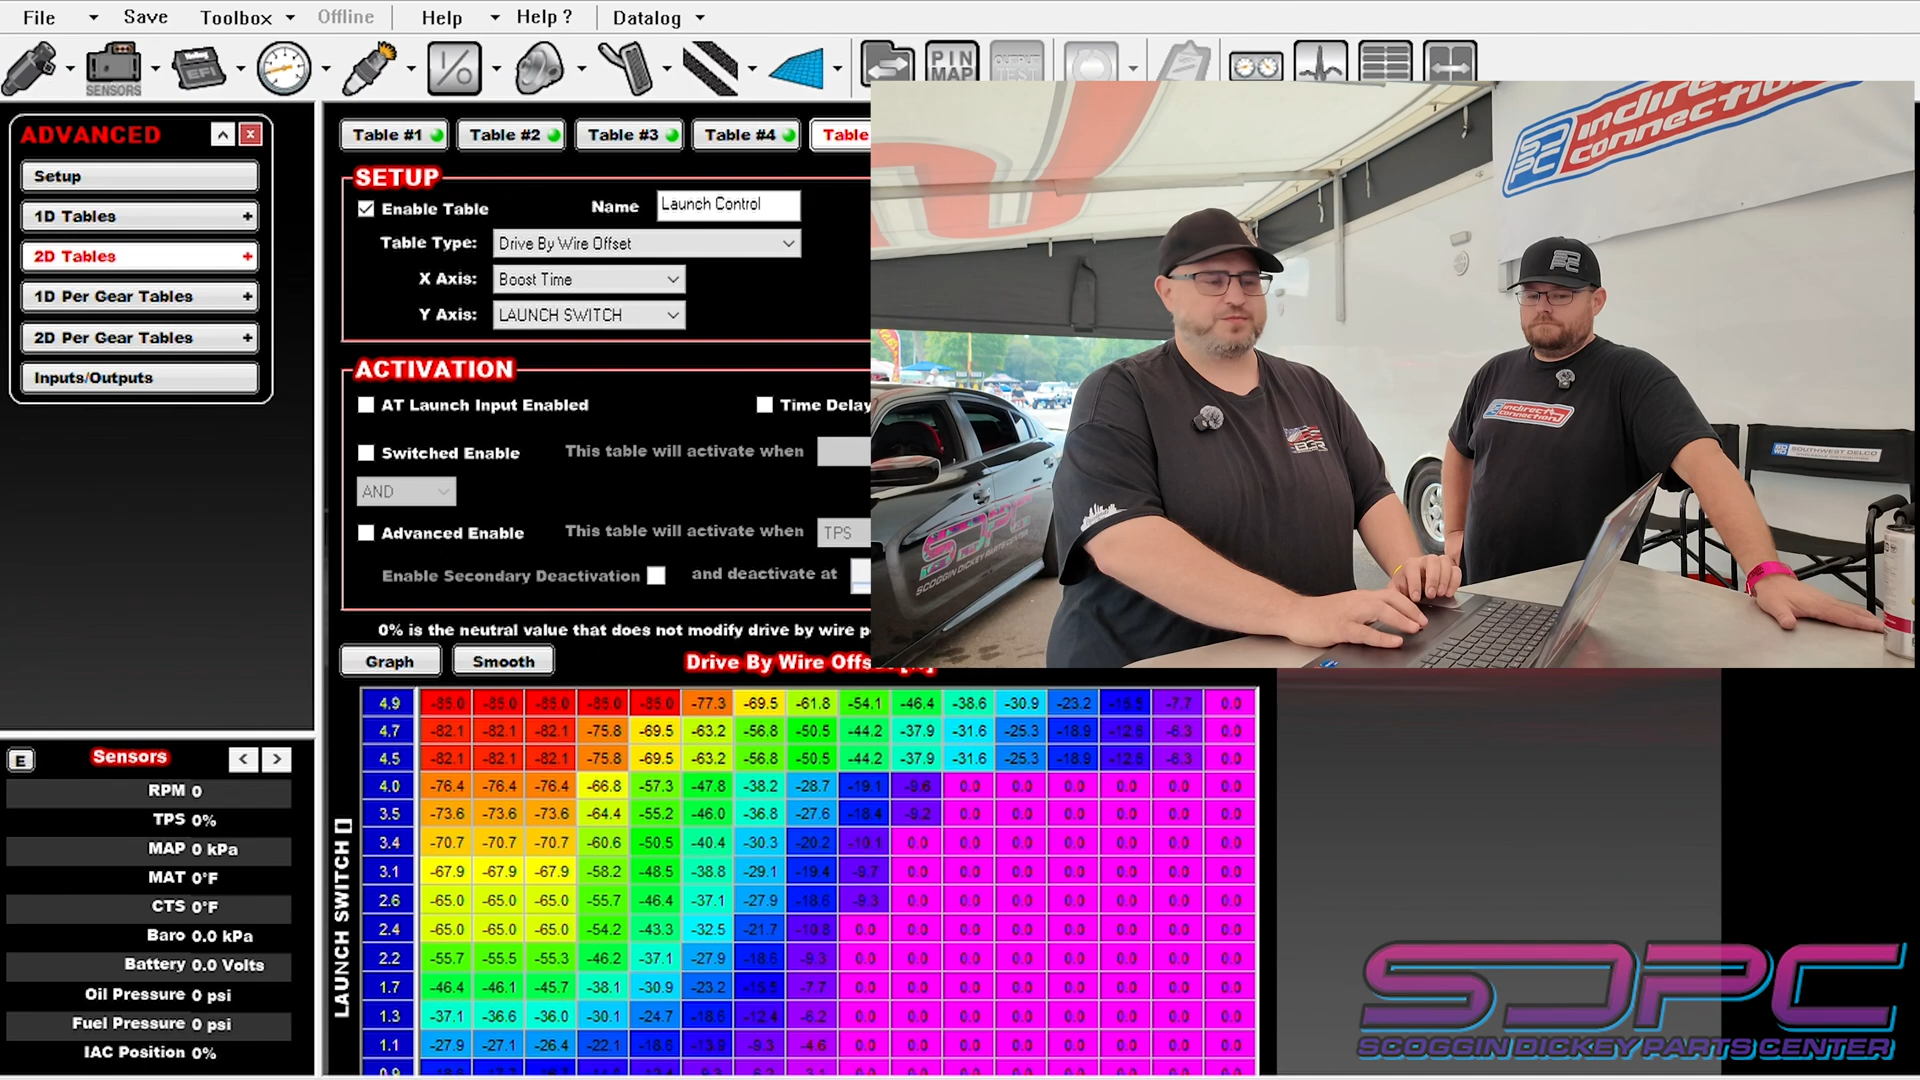 File Save Toolbox Offline Help Help ? Datalog
SENSORS EFI I/O PIN MAP OUTPUT TEST
ADVANCED
Setup
1D Tables +
2D Tables +
1D Per Gear Tables +
2D Per Gear Tables +
Inputs/Outputs
Table #1 Table #2 Table #3 Table #4 Table
SETUP
Enable Table Name Launch Control
Table Type: Drive By Wire Offset
X Axis: Boost Time
Y Axis: LAUNCH SWITCH
ACTIVATION
AT Launch Input Enabled Time Delay
Switched Enable This table will activate when
AND
Advanced Enable This table will activate when TPS
Enable Secondary Deactivation and deactivate at
0% is the neutral value that does not modify drive by wire
Graph Smooth Drive By Wire
LAUNCH SWITCH []
4.9 -85.0 -85.0 -85.0 -85.0 -85.0 -77.3 -69.5 -61.8 -54.1 -46.4 -38.6 -30.9 -23.2 -15.5 -7.7 0.0
4.7 -82.1 -82.1 -82.1 -75.8 -69.5 -63.2 -56.8 -50.5 -44.2 -37.9 -31.6 -25.3 -18.9 -12.6 -6.3 0.0
4.5 -82.1 -82.1 -82.1 -75.8 -69.5 -63.2 -56.8 -50.5 -44.2 -37.9 -31.6 -25.3 -18.9 -12.6 -6.3 0.0
4.0 -76.4 -76.4 -76.4 -66.8 -57.3 -47.8 -38.2 -28.7 -19.1 -9.6 0.0 0.0 0.0 0.0 0.0 0.0
3.5 -73.6 -73.6 -73.6 -64.4 -55.2 -46.0 -36.8 -27.6 -18.4 -9.2 0.0 0.0 0.0 0.0 0.0 0.0
3.4 -70.7 -70.7 -70.7 -60.6 -50.5 -40.4 -30.3 -20.2 -10.1 0.0 0.0 0.0 0.0 0.0 0.0 0.0
3.1 -67.9 -67.9 -67.9 -58.2 -48.5 -38.8 -29.1 -19.4 -9.7 0.0 0.0 0.0 0.0 0.0 0.0 0.0
2.6 -65.0 -65.0 -65.0 -55.7 -46.4 -37.1 -27.9 -18.6 -9.3 0.0 0.0 0.0 0.0 0.0 0.0 0.0
2.4 -65.0 -65.0 -65.0 -54.2 -43.3 -32.5 -21.7 -10.8 0.0 0.0 0.0 0.0 0.0 0.0 0.0 0.0
2.2 -55.7 -55.5 -55.3 -46.2 -37.1 -27.9 -18.6 -9.3 0.0 0.0 0.0 0.0 0.0 0.0 0.0 0.0
1.7 -46.4 -46.1 -45.7 -38.1 -30.9 -23.2 -15.5 -7.7 0.0 0.0 0.0 0.0 0.0 0.0 0.0 0.0
1.3 -37.1 -36.6 -36.0 -30.1 -24.7 -18.6 -12.4 -6.2 0.0 0.0 0.0 0.0 0.0 0.0 0.0 0.0
1.1 -27.9 -27.1 -26.4 -22.1 -18.6 -13.9 -9.3 -4.6 0.0 0.0 0.0 0.0 0.0 0.0 0.0 0.0
E Sensors < >
RPM 0
TPS 0%
MAP 0 kPa
MAT 0°F
CTS 0°F
Baro 0.0 kPa
Battery 0.0 Volts
Oil Pressure 0 psi
Fuel Pressure 0 psi
IAC Position 0%
SDPC
indirect
connection
SDPC
indirect connection
SOUTHWEST DELCO
SDPC
SCOGGIN DICKEY PARTS CENTER
SDPC
SCOGGIN DICKEY PARTS CENTER